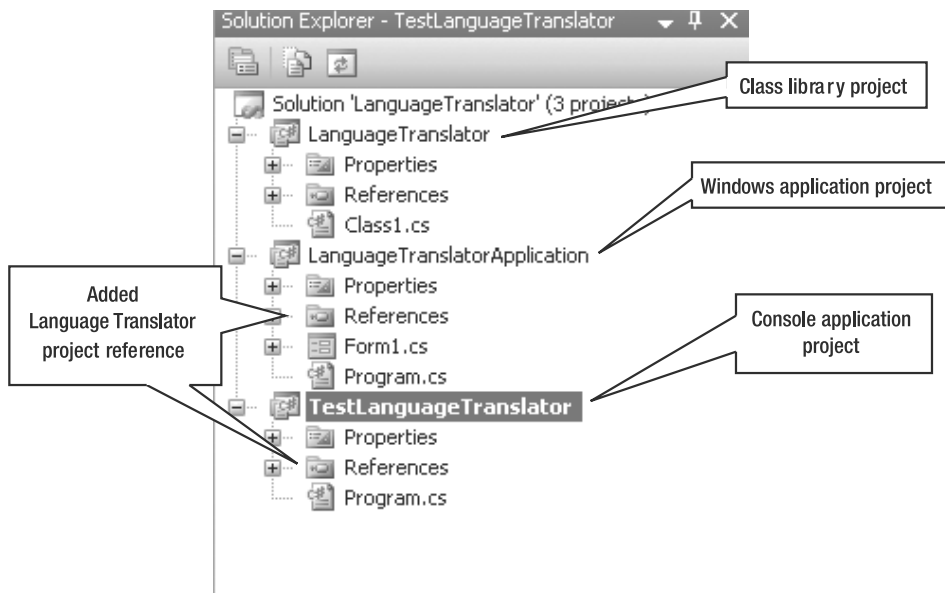 Solution Explorer - TestLanguageTranslator
Solution 'LanguageTranslator' (3 projects)
LanguageTranslator
Properties
References
Class1.cs
LanguageTranslatorApplication
Properties
References
Form1.cs
Program.cs
TestLanguageTranslator
Properties
References
Program.cs
Class library project
Windows application project
Added
Language Translator
project reference
Console application
project